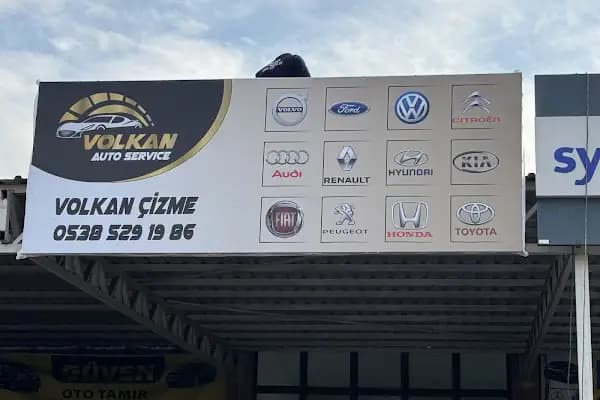 VOLKAN
AUTO SERVICE
VOLKAN ÇİZME
0538 529 19 86
VOLVO
Ford
CITROËN
Audi
RENAULT
HYUNDAI
KIA
FIAT
PEUGEOT
HONDA
TOYOTA
sy
GÜVEN
OTO TAMİR